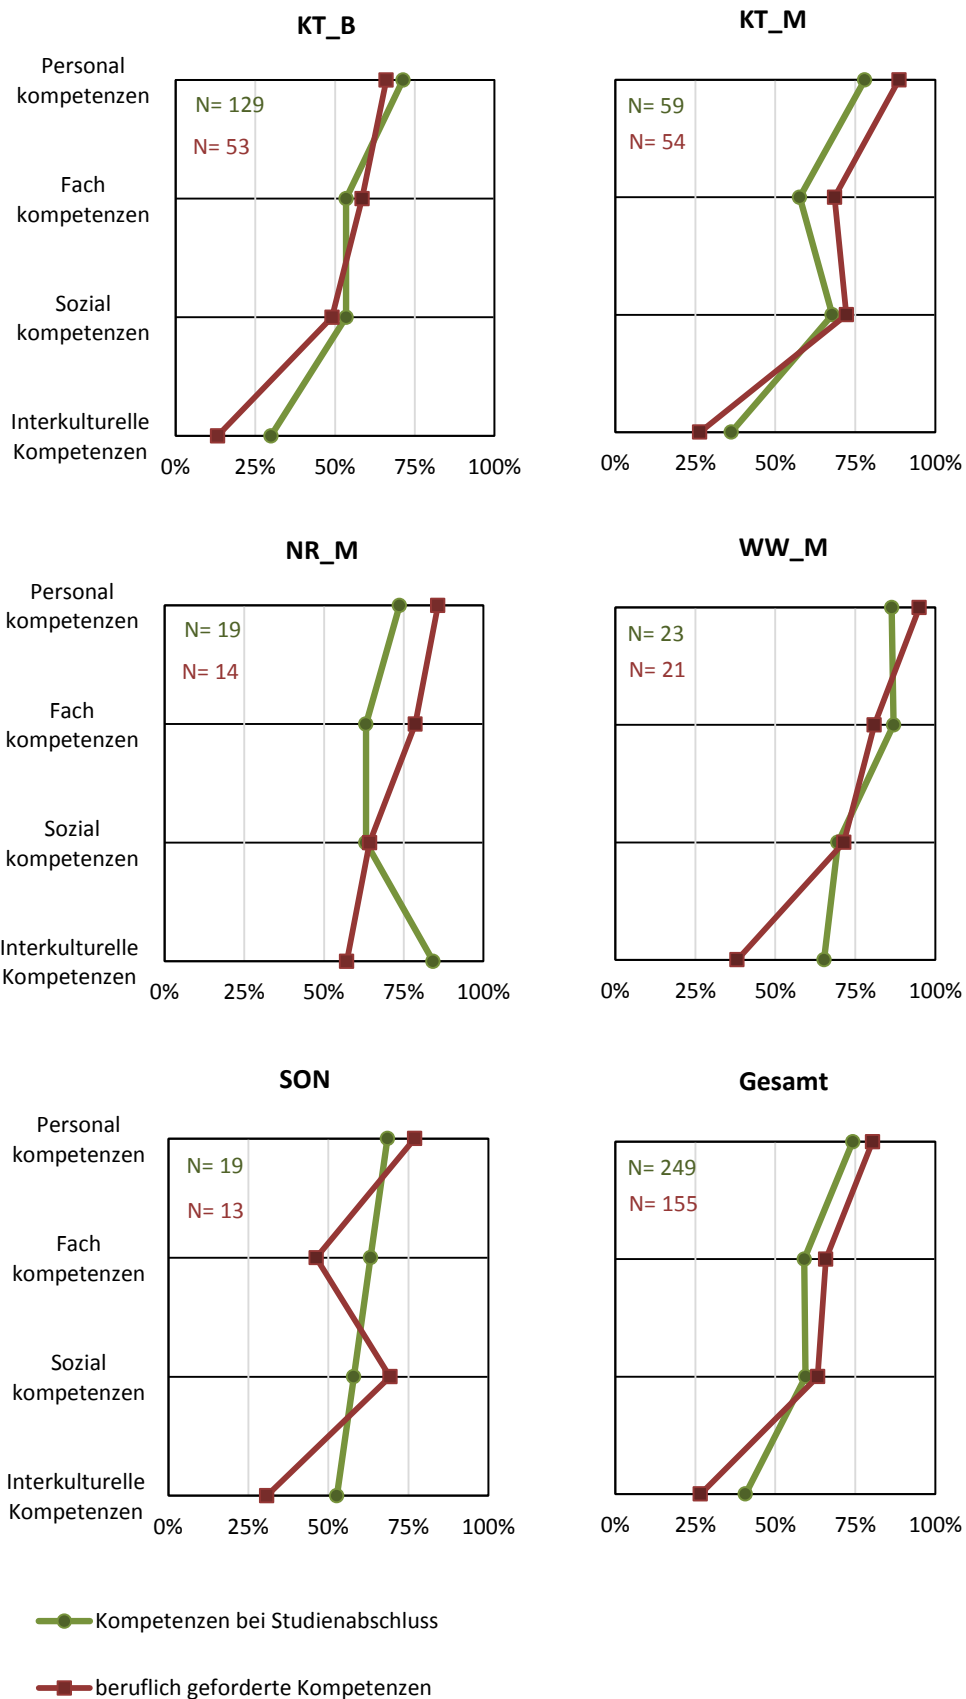 KT_B
Personal
kompetenzen
Fach
kompetenzen
Sozial
kompetenzen
Interkulturelle
Kompetenzen
N= 129
N= 53
0% 25% 50% 75% 100%
KT_M
N= 59
N= 54
0% 25% 50% 75% 100%
NR_M
Personal
kompetenzen
Fach
kompetenzen
Sozial
kompetenzen
Interkulturelle
Kompetenzen
N= 19
N= 14
0% 25% 50% 75% 100%
WW_M
N= 23
N= 21
0% 25% 50% 75% 100%
SON
Personal
kompetenzen
Fach
kompetenzen
Sozial
kompetenzen
Interkulturelle
Kompetenzen
N= 19
N= 13
0% 25% 50% 75% 100%
Gesamt
N= 249
N= 155
0% 25% 50% 75% 100%
Kompetenzen bei Studienabschluss
beruflich geforderte Kompetenzen